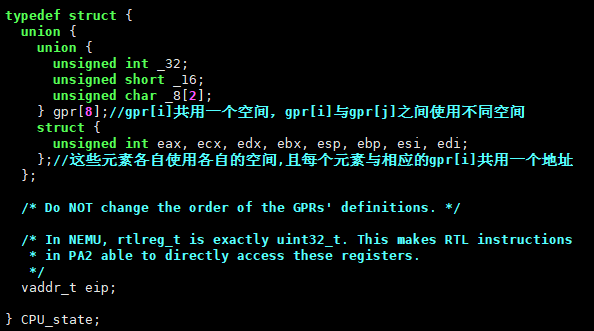 typedef struct {
  union {
    union {
      unsigned int _32;
      unsigned short _16;
      unsigned char _8[2];
    } gpr[8];//gpr[i]共用一个空间，gpr[i]与gpr[j]之间使用不同空间
    struct {
      unsigned int eax, ecx, edx, ebx, esp, ebp, esi, edi;
    };//这些元素各自使用各自的空间,且每个元素与相应的gpr[i]共用一个地址
  };

  /* Do NOT change the order of the GPRs' definitions. */

  /* In NEMU, rtlreg_t is exactly uint32_t. This makes RTL instructions
   * in PA2 able to directly access these registers.
   */
  vaddr_t eip;

} CPU_state;